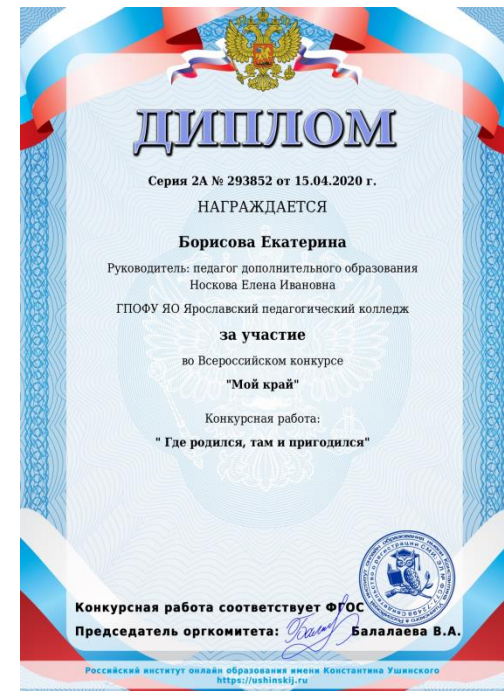 ДИПЛОМ
Серия 2А № 293852 от 15.04.2020 г.
НАГРАЖДАЕТСЯ
Борисова Екатерина
Руководитель: педагог дополнительного образования
Носкова Елена Ивановна
ГПОФУ ЯО Ярославский педагогический колледж
за участие
во Всероссийском конкурсе
"Мой край"
Конкурсная работа:
" Где родился, там и пригодился"
Конкурсная работа соответствует ФГОС
Председатель оргкомитета: Балалаева В.А.
Российский институт онлайн образования имени Константина Ушинского
https://ushinskij.ru